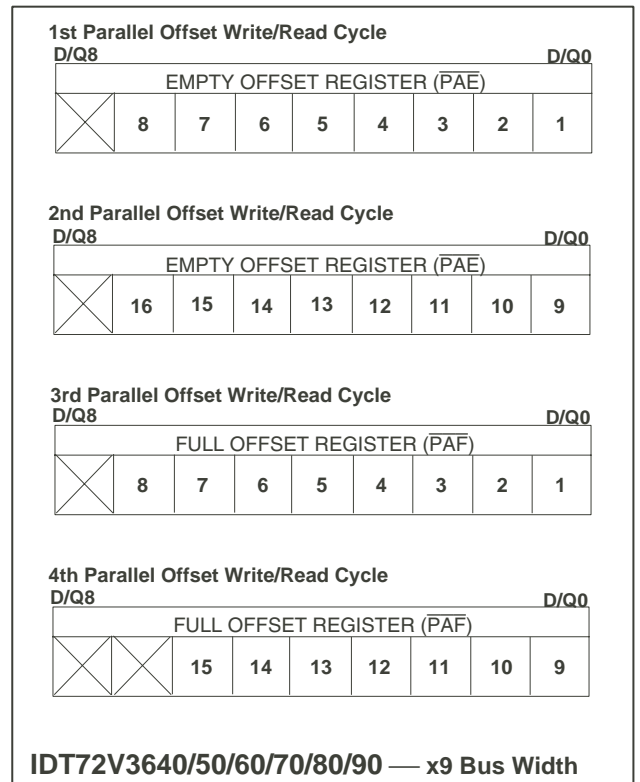 1st Parallel Offset Write/Read Cycle
D/Q8 D/Q0
EMPTY OFFSET REGISTER (P̅A̅E̅)
8 7 6 5 4 3 2 1
2nd Parallel Offset Write/Read Cycle
D/Q8 D/Q0
EMPTY OFFSET REGISTER (P̅A̅E̅)
16 15 14 13 12 11 10 9
3rd Parallel Offset Write/Read Cycle
D/Q8 D/Q0
FULL OFFSET REGISTER (P̅A̅F̅)
8 7 6 5 4 3 2 1
4th Parallel Offset Write/Read Cycle
D/Q8 D/Q0
FULL OFFSET REGISTER (P̅A̅F̅)
15 14 13 12 11 10 9
IDT72V3640/50/60/70/80/90 — x9 Bus Width